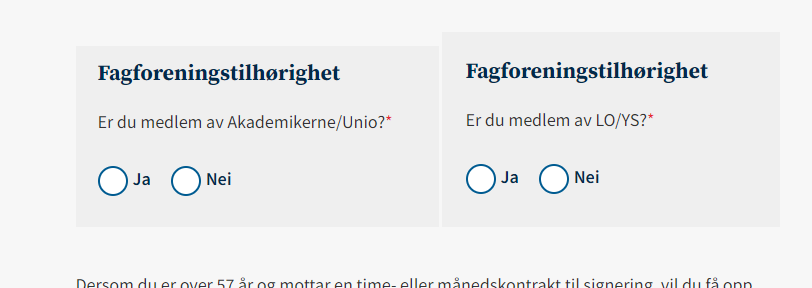 Fagforeningstilhørighet
Er du medlem av Akademikerne/Unio?*
Ja Nei
Fagforeningstilhørighet
Er du medlem av LO/YS?*
Ja Nei
Dersom du er over 57 år og mottar en time- eller månedskontrakt til signering, vil du få opp